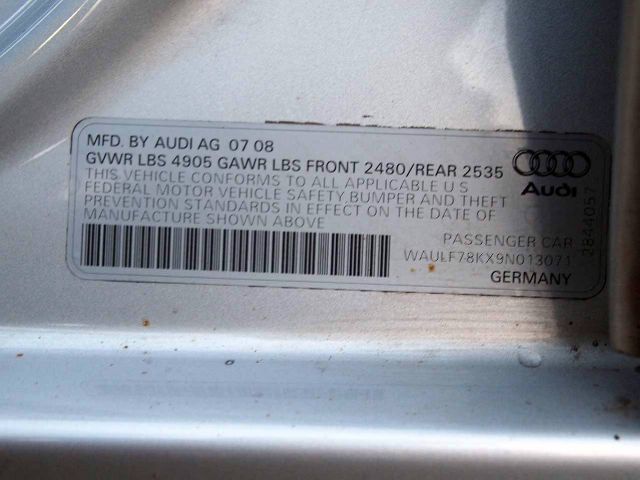 MFD. BY AUDI AG 07 08
GVWR LBS 4905 GAWR LBS FRONT 2480/REAR 2535
THIS VEHICLE CONFORMS TO ALL APPLICABLE U S
FEDERAL MOTOR VEHICLE SAFETY,BUMPER AND THEFT
PREVENTION STANDARDS IN EFFECT ON THE DATE OF
MANUFACTURE SHOWN ABOVE
Audi
PASSENGER CAR
WAULF78KX9N013071
GERMANY
2844057